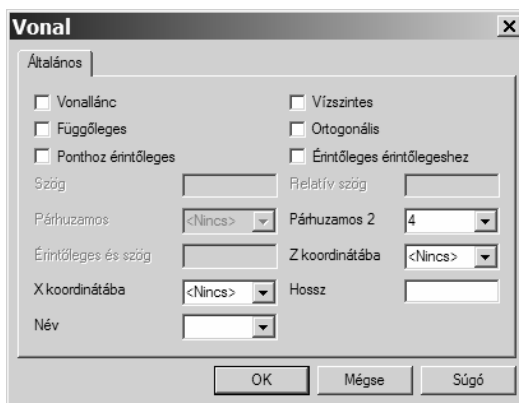 Vonal
Általános
Vonallánc
Vízszintes
Függőleges
Ortogonális
Ponthoz érintőleges
Érintőleges érintőlegeshez
Szög
Relatív szög
Párhuzamos <Nincs>
Párhuzamos 2 4
Érintőleges és szög
Z koordinátába <Nincs>
X koordinátába <Nincs>
Hossz
Név
OK Mégse Súgó